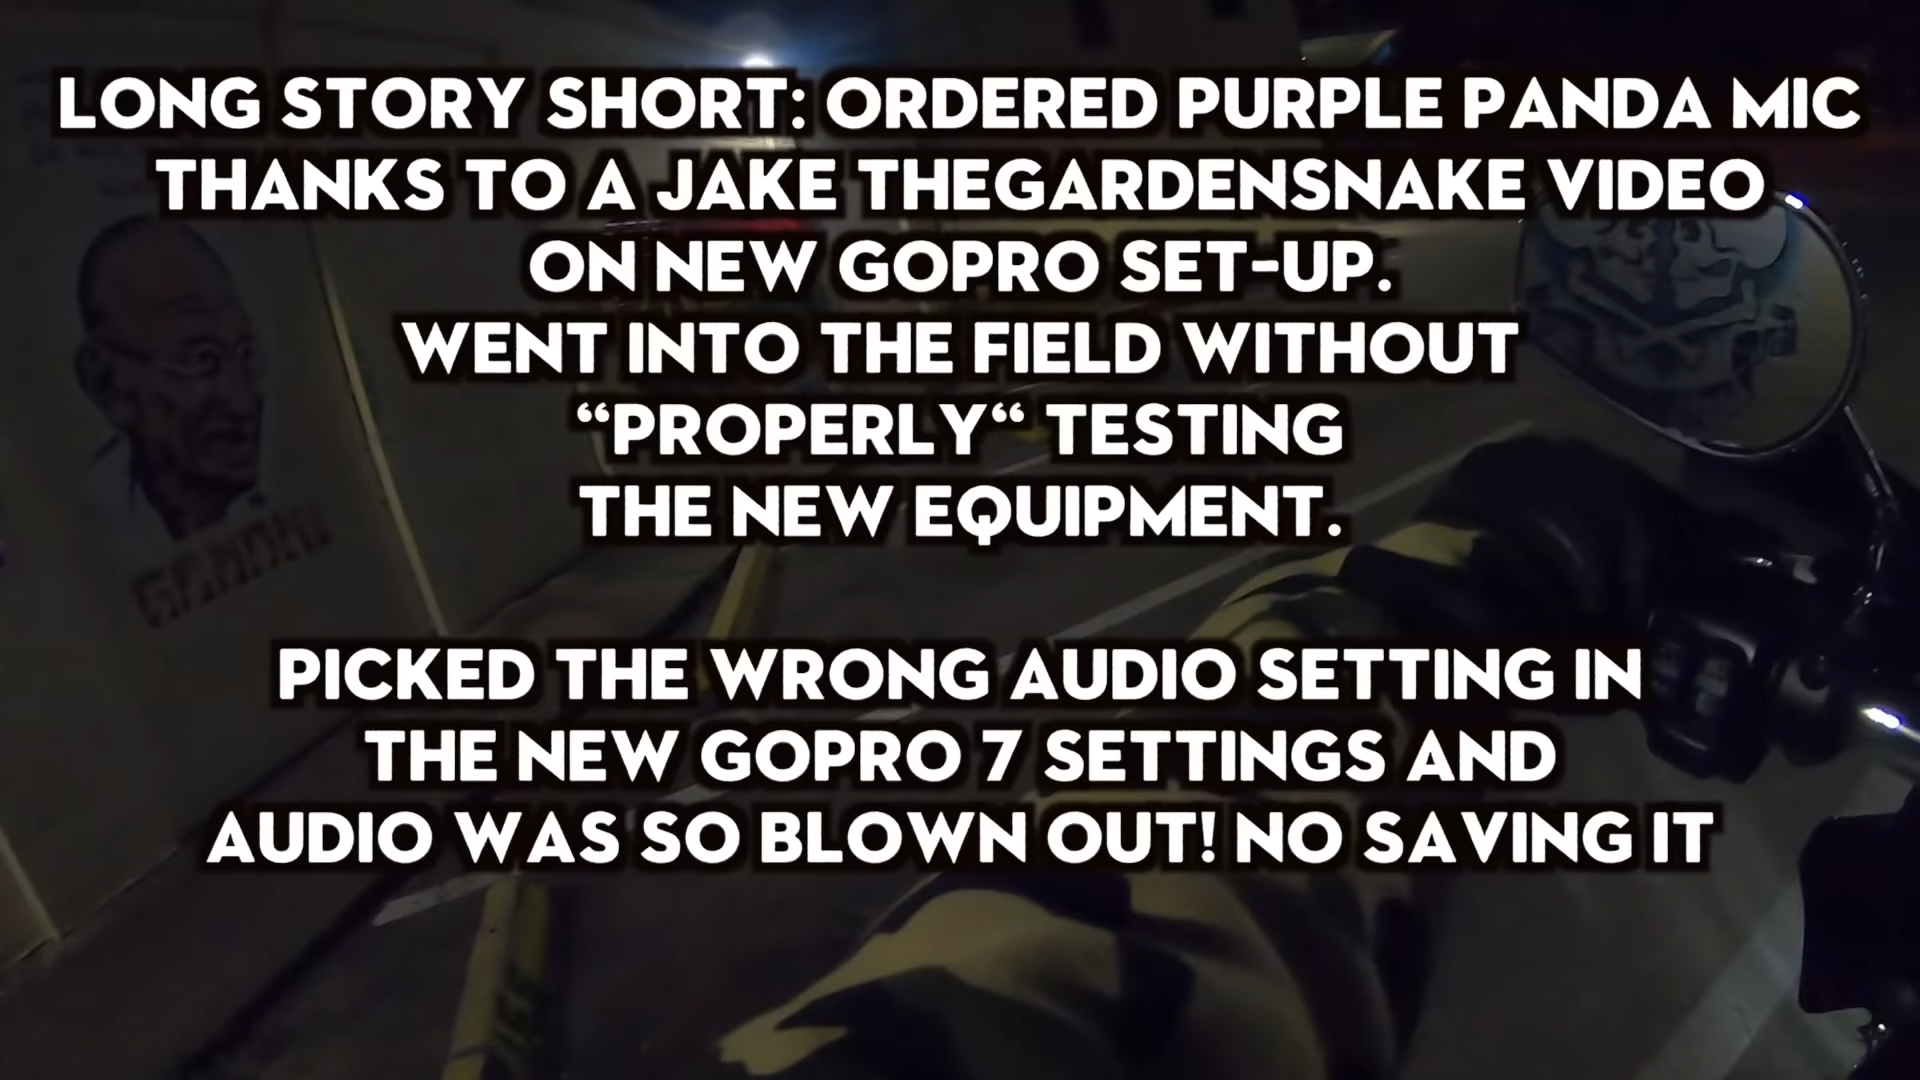 LONG STORY SHORT: ORDERED PURPLE PANDA MIC
THANKS TO A JAKE THEGARDENSNAKE VIDEO
ON NEW GOPRO SET-UP.
WENT INTO THE FIELD WITHOUT
“PROPERLY“ TESTING
THE NEW EQUIPMENT.
PICKED THE WRONG AUDIO SETTING IN
THE NEW GOPRO 7 SETTINGS AND
AUDIO WAS SO BLOWN OUT! NO SAVING IT
GANDHI